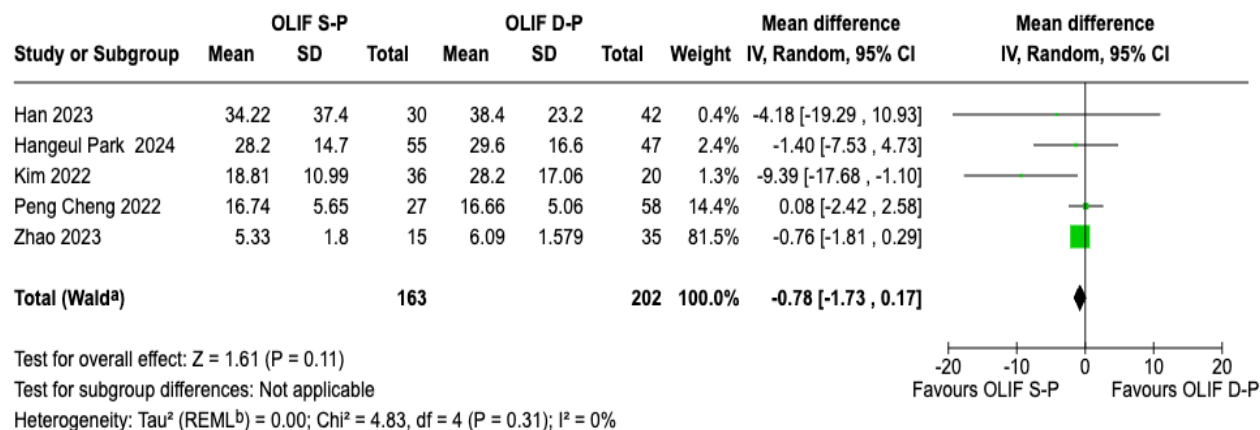 OLIF S-P OLIF D-P Mean difference Mean difference
Study or Subgroup Mean SD Total Mean SD Total Weight IV, Random, 95% CI IV, Random, 95% CI
Han 2023 34.22 37.4 30 38.4 23.2 42 0.4% -4.18 [-19.29 , 10.93]
Hangeul Park 2024 28.2 14.7 55 29.6 16.6 47 2.4% -1.40 [-7.53 , 4.73]
Kim 2022 18.81 10.99 36 28.2 17.06 20 1.3% -9.39 [-17.68 , -1.10]
Peng Cheng 2022 16.74 5.65 27 16.66 5.06 58 14.4% 0.08 [-2.42 , 2.58]
Zhao 2023 5.33 1.8 15 6.09 1.579 35 81.5% -0.76 [-1.81 , 0.29]
Total (Waldᵃ) 163 202 100.0% -0.78 [-1.73 , 0.17]
Test for overall effect: Z = 1.61 (P = 0.11)
-20 -10 0 10 20
Test for subgroup differences: Not applicable
Favours OLIF S-P Favours OLIF D-P
Heterogeneity: Tau² (REMLᵇ) = 0.00; Chi² = 4.83, df = 4 (P = 0.31); I² = 0%